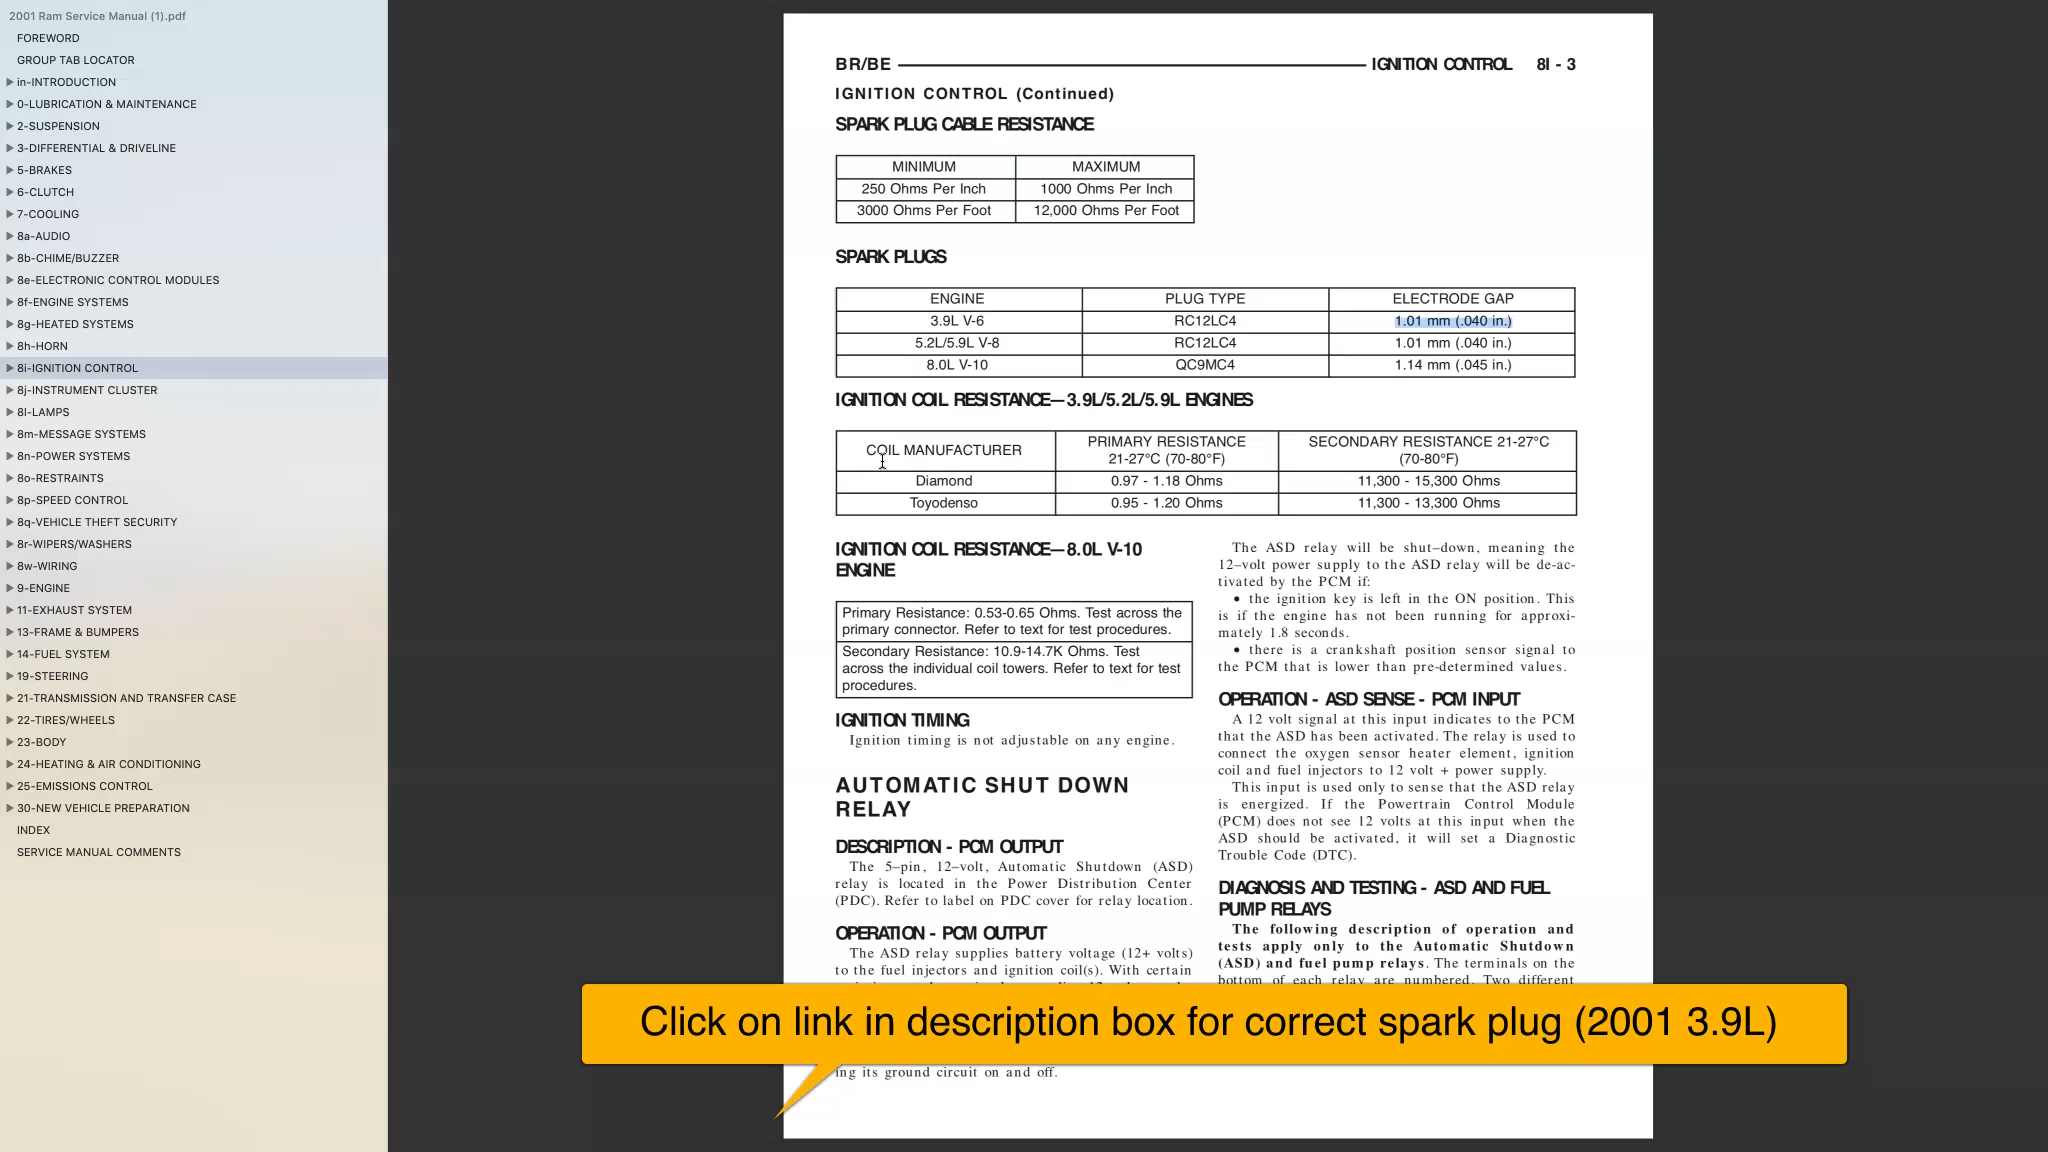 2001 Ram Service Manual (1).pdf
FOREWORD
GROUP TAB LOCATOR
in-INTRODUCTION
0-LUBRICATION & MAINTENANCE
2-SUSPENSION
3-DIFFERENTIAL & DRIVELINE
5-BRAKES
6-CLUTCH
7-COOLING
8a-AUDIO
8b-CHIME/BUZZER
8e-ELECTRONIC CONTROL MODULES
8f-ENGINE SYSTEMS
8g-HEATED SYSTEMS
8h-HORN
8i-IGNITION CONTROL
8j-INSTRUMENT CLUSTER
8l-LAMPS
8m-MESSAGE SYSTEMS
8n-POWER SYSTEMS
8o-RESTRAINTS
8p-SPEED CONTROL
8q-VEHICLE THEFT SECURITY
8r-WIPERS/WASHERS
8w-WIRING
9-ENGINE
11-EXHAUST SYSTEM
13-FRAME & BUMPERS
14-FUEL SYSTEM
19-STEERING
21-TRANSMISSION AND TRANSFER CASE
22-TIRES/WHEELS
23-BODY
24-HEATING & AIR CONDITIONING
25-EMISSIONS CONTROL
30-NEW VEHICLE PREPARATION
INDEX
SERVICE MANUAL COMMENTS
BR/BE IGNITION CONTROL 8I - 3
IGNITION CONTROL (Continued)
SPARK PLUG CABLE RESISTANCE
MINIMUM MAXIMUM
250 Ohms Per Inch 1000 Ohms Per Inch
3000 Ohms Per Foot 12,000 Ohms Per Foot
SPARK PLUGS
ENGINE PLUG TYPE ELECTRODE GAP
3.9L V-6 RC12LC4 1.01 mm (.040 in.)
5.2L/5.9L V-8 RC12LC4 1.01 mm (.040 in.)
8.0L V-10 QC9MC4 1.14 mm (.045 in.)
IGNITION COIL RESISTANCE—3.9L/5.2L/5.9L ENGINES
COIL MANUFACTURER PRIMARY RESISTANCE 21-27°C (70-80°F) SECONDARY RESISTANCE 21-27°C (70-80°F)
Diamond 0.97 - 1.18 Ohms 11,300 - 15,300 Ohms
Toyodenso 0.95 - 1.20 Ohms 11,300 - 13,300 Ohms
IGNITION COIL RESISTANCE—8.0L V-10
ENGINE
Primary Resistance: 0.53-0.65 Ohms. Test across the
primary connector. Refer to text for test procedures.
Secondary Resistance: 10.9-14.7K Ohms. Test
across the individual coil towers. Refer to text for test
procedures.
IGNITION TIMING
Ignition timing is not adjustable on any engine.
AUTOMATIC SHUT DOWN
RELAY
DESCRIPTION - PCM OUTPUT
The 5–pin, 12–volt, Automatic Shutdown (ASD)
relay is located in the Power Distribution Center
(PDC). Refer to label on PDC cover for relay location.
OPERATION - PCM OUTPUT
The ASD relay supplies battery voltage (12+ volts)
to the fuel injectors and ignition coil(s). With certain
ing its ground circuit on and off.
The ASD relay will be shut–down, meaning the
12–volt power supply to the ASD relay will be de-ac-
tivated by the PCM if:
• the ignition key is left in the ON position. This
is if the engine has not been running for approxi-
mately 1.8 seconds.
• there is a crankshaft position sensor signal to
the PCM that is lower than pre-determined values.
OPERATION - ASD SENSE - PCM INPUT
A 12 volt signal at this input indicates to the PCM
that the ASD has been activated. The relay is used to
connect the oxygen sensor heater element, ignition
coil and fuel injectors to 12 volt + power supply.
This input is used only to sense that the ASD relay
is energized. If the Powertrain Control Module
(PCM) does not see 12 volts at this input when the
ASD should be activated, it will set a Diagnostic
Trouble Code (DTC).
DIAGNOSIS AND TESTING - ASD AND FUEL
PUMP RELAYS
The following description of operation and
tests apply only to the Automatic Shutdown
(ASD) and fuel pump relays. The terminals on the
bottom of each relay are numbered. Two different
Click on link in description box for correct spark plug (2001 3.9L)